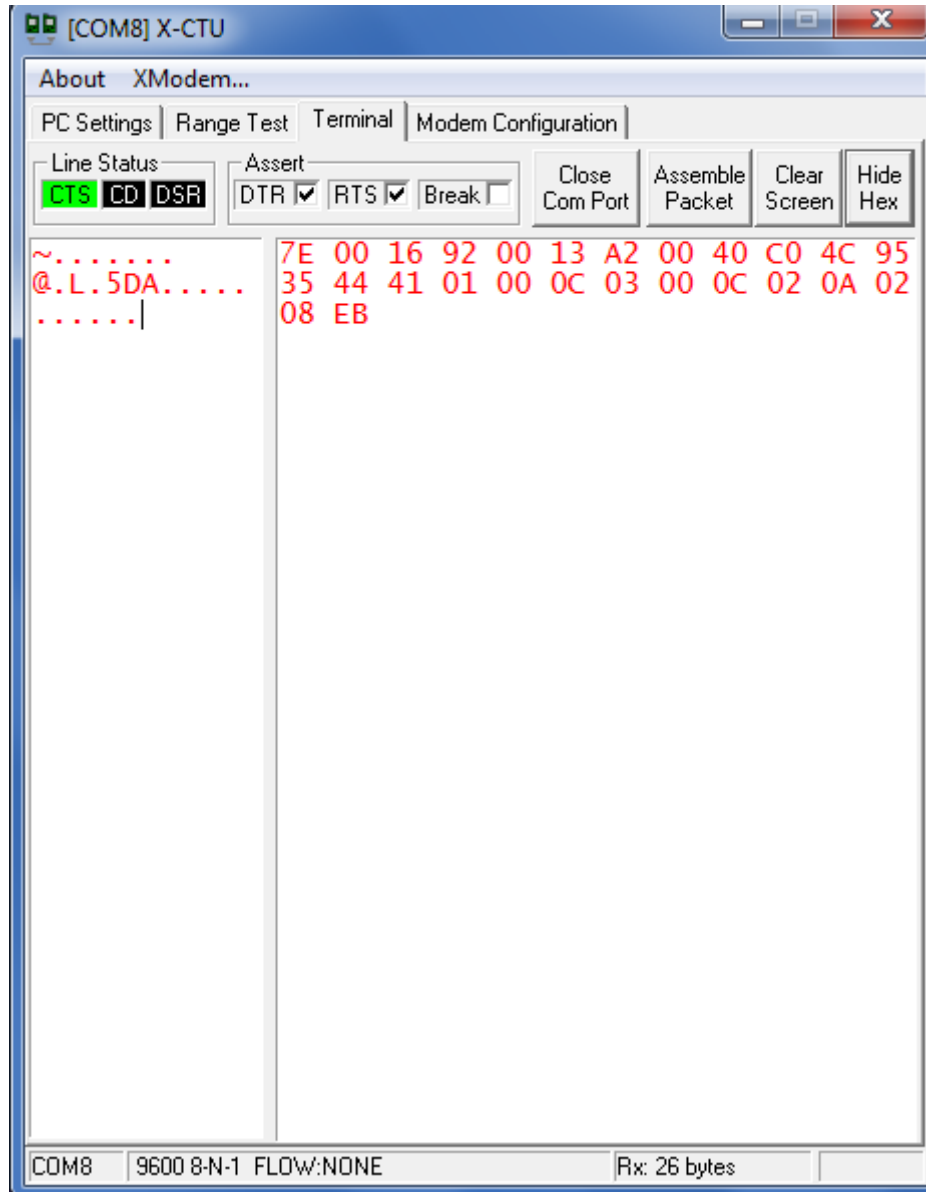 [COM8] X-CTU
About XModem...
PC Settings Range Test Terminal Modem Configuration
Line Status Assert
CTS CD DSR DTR RTS Break Close Com Port Assemble Packet Clear Screen Hide Hex
~....... 7E 00 16 92 00 13 A2 00 40 C0 4C 95
@.L.5DA..... 35 44 41 01 00 0C 03 00 0C 02 0A 02
...... 08 EB
COM8 9600 8-N-1 FLOW:NONE Rx: 26 bytes